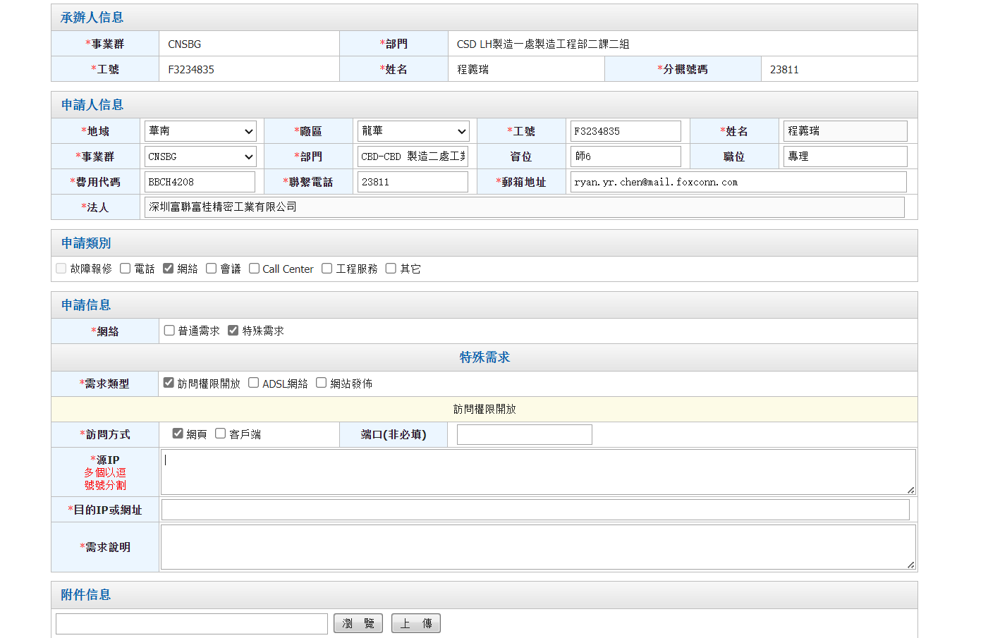 承辦人信息
*事業群 CNSBG *部門 CSD LH製造一處製造工程部二課二組
*工號 F3234835 *姓名 程義瑞 *分機號碼 23811
申請人信息
*地域 華南 *廠區 龍華 *工號 F3234835 *姓名 程義瑞
*事業群 CNSBG *部門 CBD-CBD 製造二處工業 資位 師6 職位 專理
*費用代碼 BBCH4208 *聯繫電話 23811 *郵箱地址 ryan.yr.chen@mail.foxconn.com
*法人 深圳富聯富桂精密工業有限公司
申請類別
故障報修 電話 網絡 會議 Call Center 工程服務 其它
申請信息
*網絡 普通需求 特殊需求
特殊需求
*需求類型 訪問權限開放 ADSL網絡 網站發佈
訪問權限開放
*訪問方式 網頁 客戶端 端口(非必填)
*源IP
多個以逗
號號分割
*目的IP或網址
*需求說明
附件信息
瀏 覽 上 傳